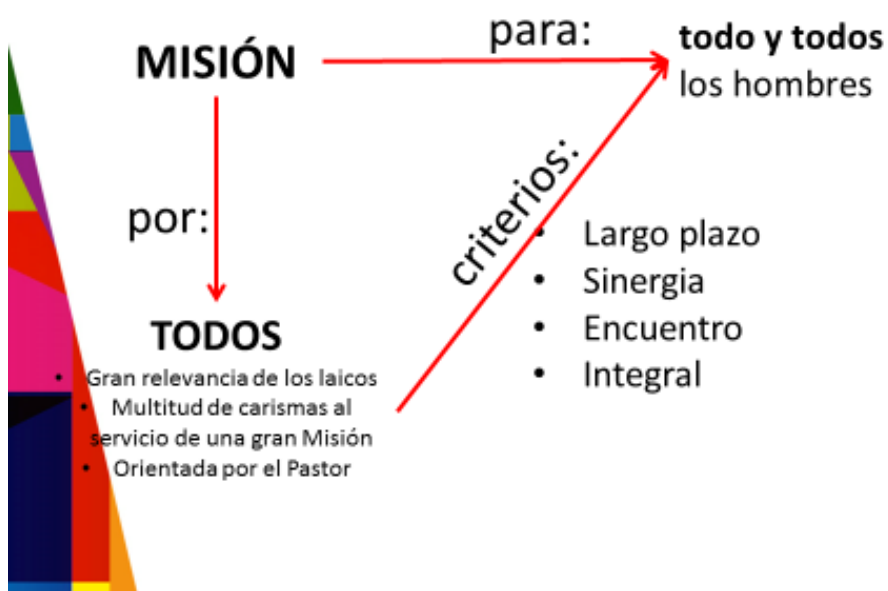 MISIÓN
para:
todo y todos
los hombres
por:
criterios:
• Largo plazo
• Sinergia
• Encuentro
• Integral
TODOS
• Gran relevancia de los laicos
• Multitud de carismas al
servicio de una gran Misión
• Orientada por el Pastor